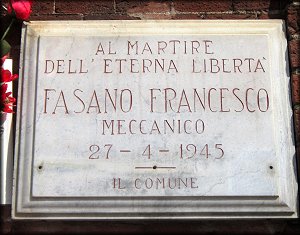 AL MARTIRE
DELL'ETERNA LIBERTÀ
FASANO FRANCESCO
MECCANICO
27-4-1945
IL COMUNE